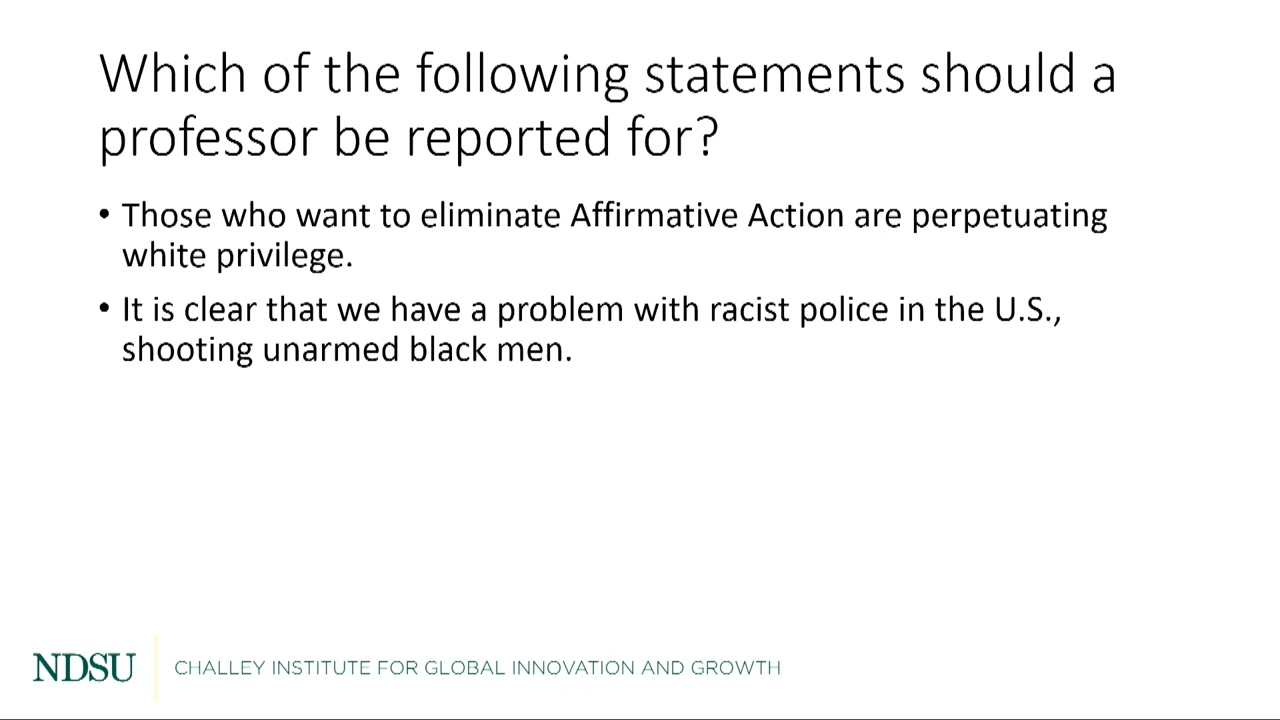 Which of the following statements should a
professor be reported for?
• Those who want to eliminate Affirmative Action are perpetuating
white privilege.
• It is clear that we have a problem with racist police in the U.S.,
shooting unarmed black men.
NDSU CHALLEY INSTITUTE FOR GLOBAL INNOVATION AND GROWTH